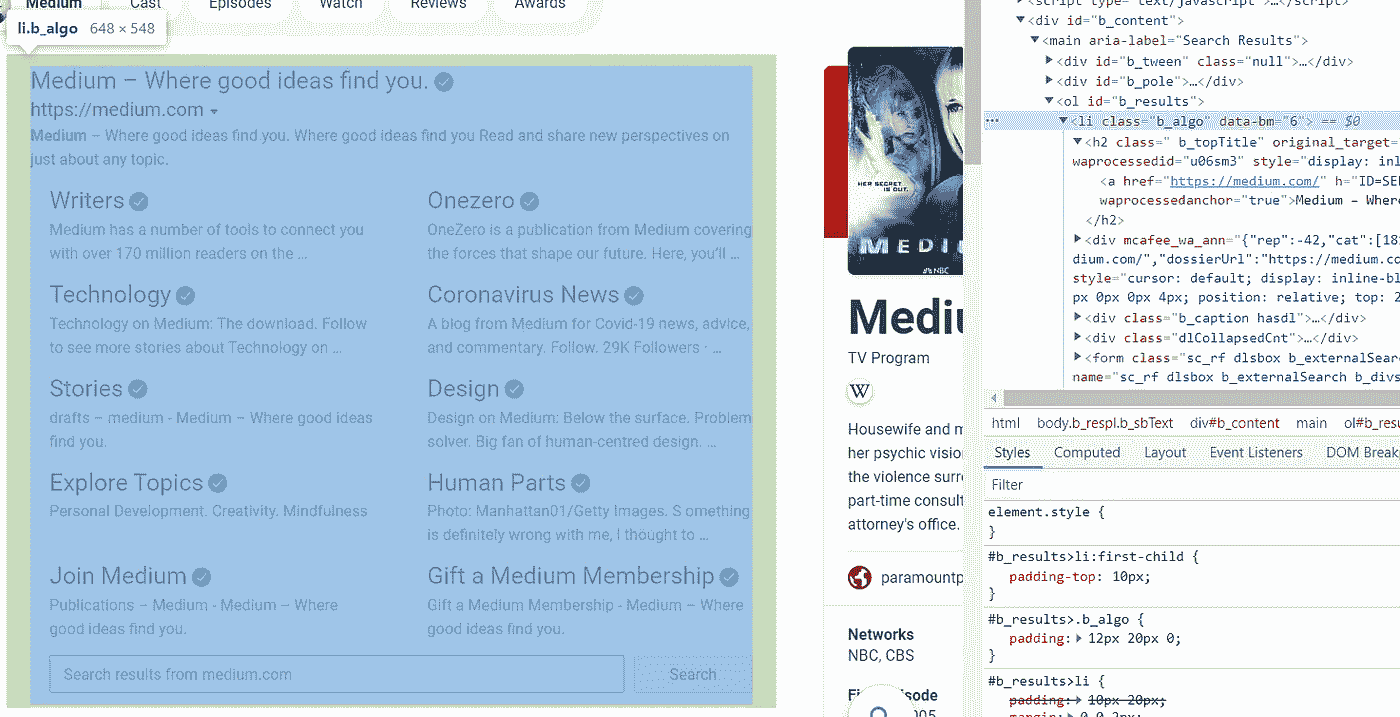 Medium Cast Episodes Watch Reviews Awards
li.b_algo 648 × 548
Medium – Where good ideas find you.
https://medium.com
Medium – Where good ideas find you. Where good ideas find you Read and share new perspectives on
just about any topic.
Writers
Medium has a number of tools to connect you
with over 170 million readers on the ...
Onezero
OneZero is a publication from Medium covering
the forces that shape our future. Here, you'll ...
Technology
Technology on Medium: The download. Follow
to see more stories about Technology on ...
Coronavirus News
A blog from Medium for Covid-19 news, advice,
and commentary. Follow. 29K Followers · ...
Stories
drafts – medium - Medium – Where good ideas
find you.
Design
Design on Medium: Below the surface. Problem
solver. Big fan of human-centred design. ...
Explore Topics
Personal Development. Creativity. Mindfulness
Human Parts
Photo: Manhattan01/Getty Images. S omething
is definitely wrong with me, I thought to ...
Join Medium
Publications – Medium - Medium – Where
good ideas find you.
Gift a Medium Membership
Gift a Medium Membership - Medium – Where
good ideas find you.
Search results from medium.com
Search
HER SECRET
IS OUT.
MEDI
NBC
Mediu
TV Program
W
Housewife and m
her psychic visio
the violence surr
part-time consult
attorney's office.
paramountp
Networks
NBC, CBS
Fi isode
005
<script type="text/javascript">…</script>
<div id="b_content">
<main aria-label="Search Results">
<div id="b_tween" class="null">…</div>
<div id="b_pole">…</div>
<ol id="b_results">
<li class="b_algo" data-bm="6"> == $0
<h2 class=" b_topTitle" original_target=
waprocessedid="u06sm3" style="display: inl
<a href="https://medium.com/" h="ID=SE
waprocessedanchor="true">Medium – Wher
</h2>
<div mcafee_wa_ann="{"rep":-42,"cat":[18
dium.com/","dossierUrl":"https://medium.co
style="cursor: default; display: inline-bl
px 0px 0px 4px; position: relative; top: 2
<div class="b_caption hasdl">…</div>
<div class="dlCollapsedCnt">…</div>
<form class="sc_rf dlsbox b_externalSear
name="sc_rf dlsbox b_externalSearch b_divs
html body.b_respl.b_sbText div#b_content main ol#b_resu
Styles Computed Layout Event Listeners DOM Break
Filter
element.style {
}
#b_results>li:first-child {
padding-top: 10px;
}
#b_results>.b_algo {
padding: 12px 20px 0;
}
#b_results>li {
padding: 10px 20px;
margin: 0 0 2px;